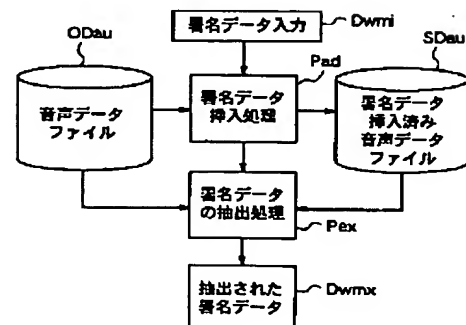 ODau
署名データ入力
Dwmi
SDau
Pad
音声データ
ファイル
署名データ
挿入処理
署名データ
挿入済み
音声データ
ファイル
署名データ
の抽出処理
Pex
抽出された
署名データ
Dwmx